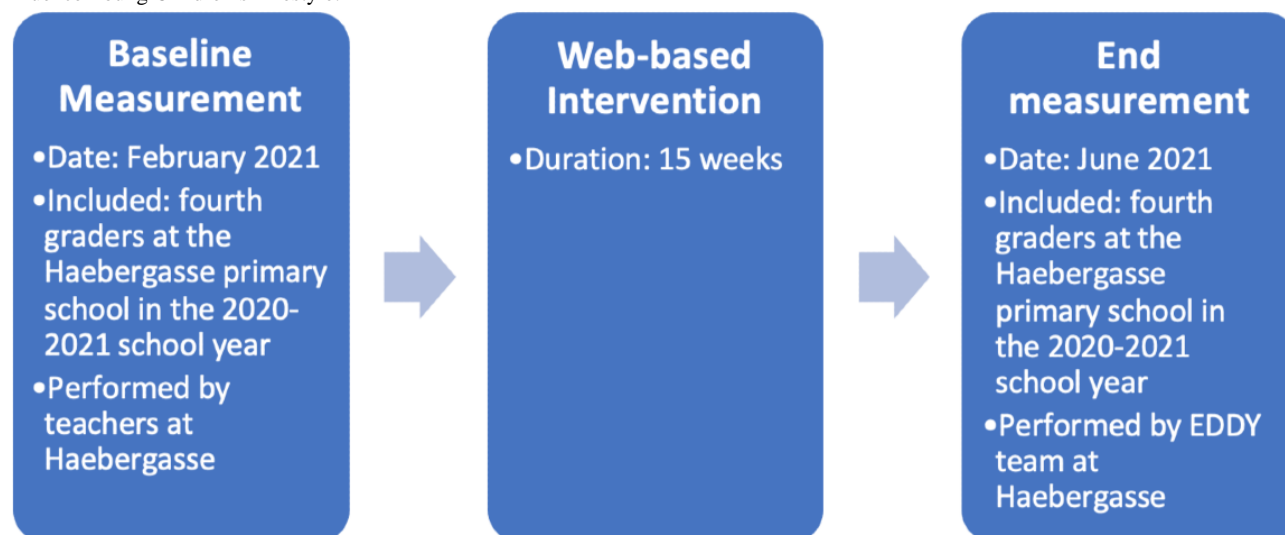 Baseline
Measurement
•Date: February 2021
•Included: fourth
graders at the
Haebergasse primary
school in the 2020-
2021 school year
•Performed by
teachers at
Haebergasse
Web-based
Intervention
•Duration: 15 weeks
End
measurement
•Date: June 2021
•Included: fourth
graders at the
Haebergasse
primary school in
the 2020-2021
school year
•Performed by EDDY
team at
Haebergasse